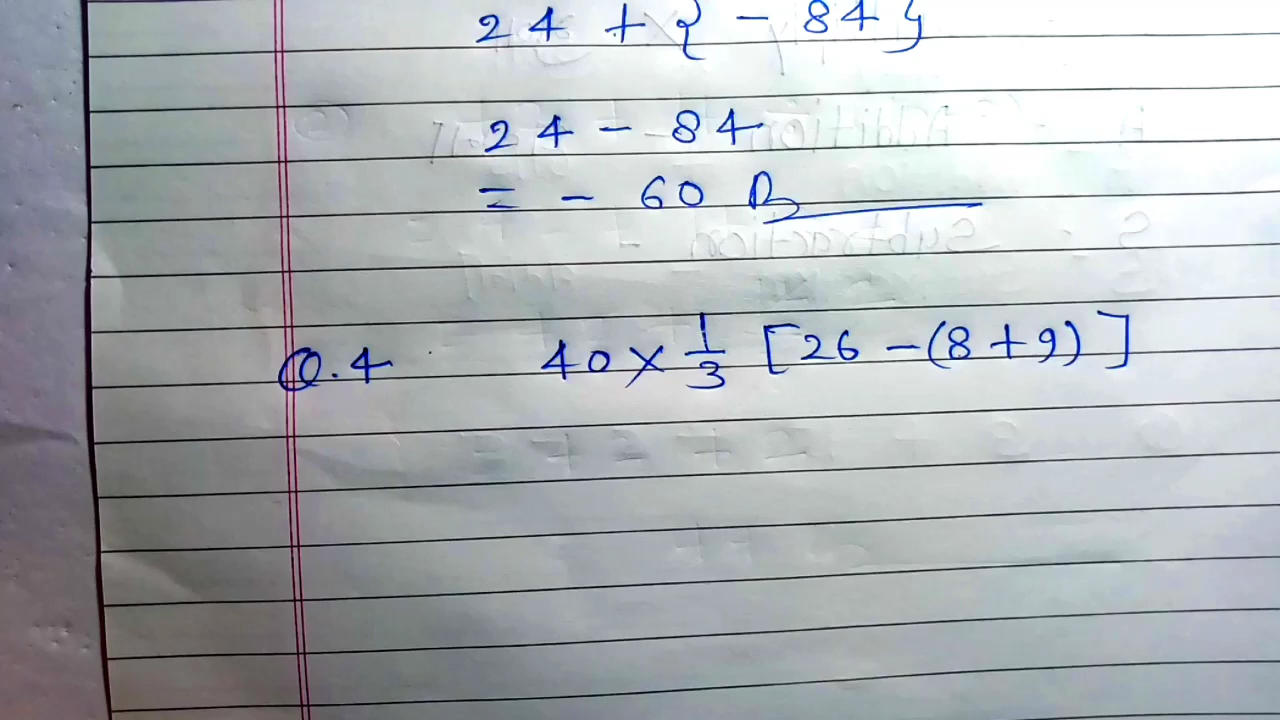 24 + { - 84 }
24 - 84
= - 60
Q.4 40 × 1/3 [26 - (8 + 9)]